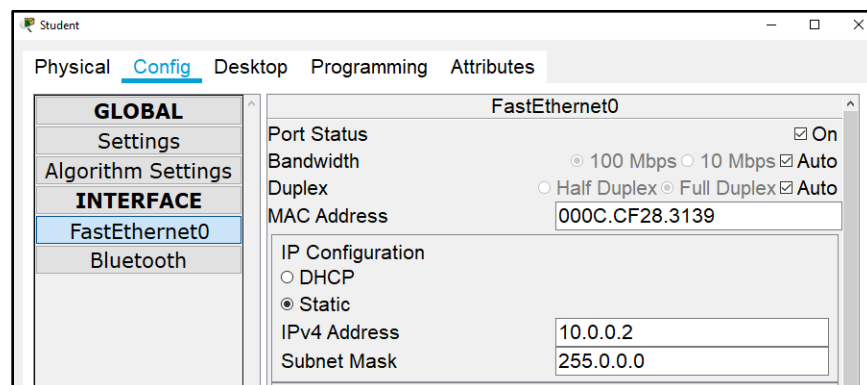 Student
Physical Config Desktop Programming Attributes
GLOBAL
Settings
Algorithm Settings
INTERFACE
FastEthernet0
Bluetooth
FastEthernet0
Port Status On
Bandwidth 100 Mbps 10 Mbps Auto
Duplex Half Duplex Full Duplex Auto
MAC Address 000C.CF28.3139
IP Configuration
DHCP
Static
IPv4 Address 10.0.0.2
Subnet Mask 255.0.0.0